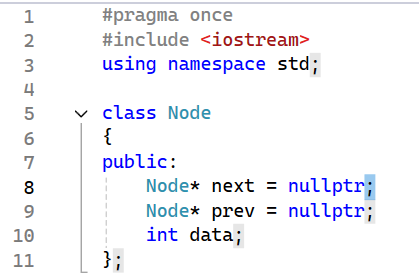 1 #pragma once
2 #include <iostream>
3 using namespace std;
4
5 class Node
6 {
7 public:
8 Node* next = nullptr;
9 Node* prev = nullptr;
10 int data;
11 };